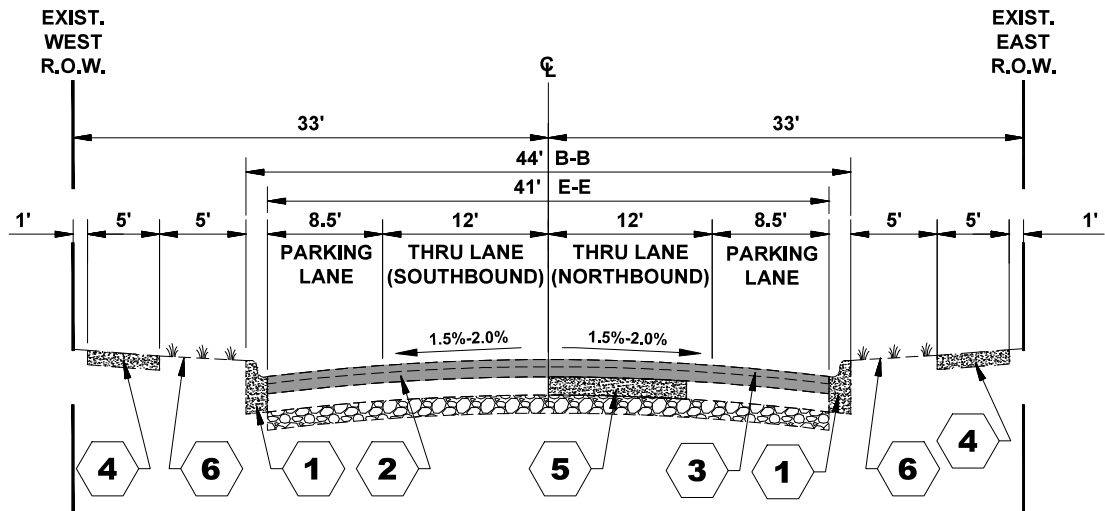 EXIST.
WEST
R.O.W.
EXIST.
EAST
R.O.W.
℄
33'
33'
44' B-B
41' E-E
1'
5'
5'
8.5'
12'
12'
8.5'
5'
5'
1'
PARKING
LANE
THRU LANE
(SOUTHBOUND)
THRU LANE
(NORTHBOUND)
PARKING
LANE
1.5%-2.0%
1.5%-2.0%
4
6
1
2
5
3
1
6
4